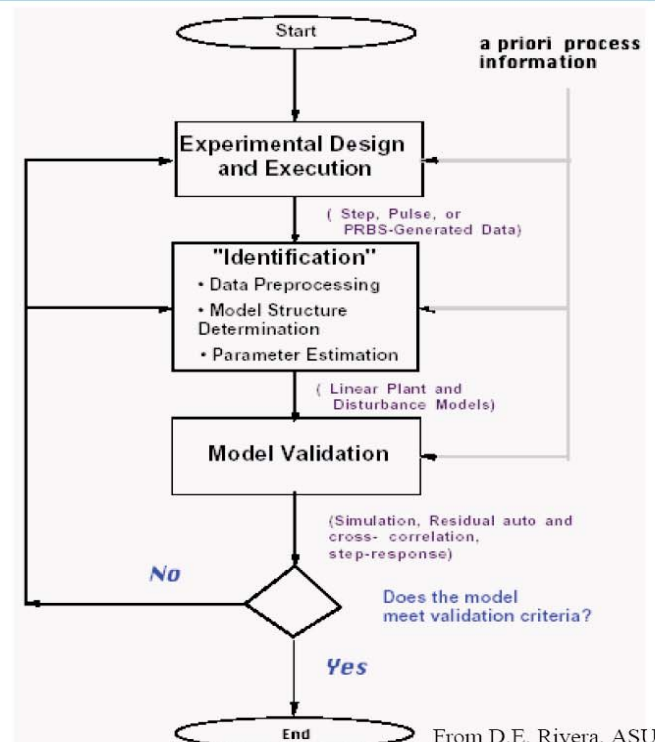 Start
a priori process
information
Experimental Design
and Execution
( Step, Pulse, or
PRBS-Generated Data)
"Identification"
• Data Preprocessing
• Model Structure
Determination
• Parameter Estimation
( Linear Plant and
Disturbance Models)
Model Validation
(Simulation, Residual auto and
cross- correlation,
step-response)
No
Does the model
meet validation criteria?
Yes
End
From D.E. Rivera, ASU